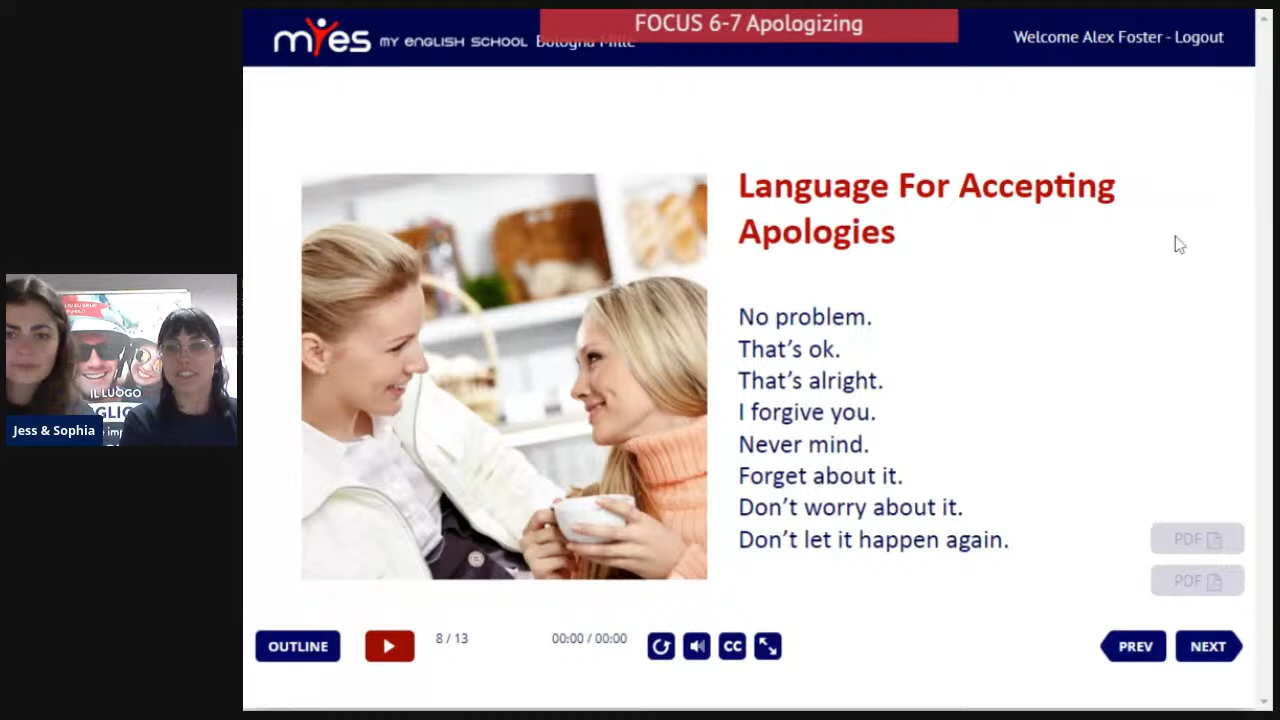 FOCUS 6-7 Apologizing
myes MY ENGLISH SCHOOL Bologna Mille
Welcome Alex Foster - Logout
Language For Accepting
Apologies
No problem.
That's ok.
That's alright.
I forgive you.
Never mind.
Forget about it.
Don't worry about it.
Don't let it happen again.
IL LUOGO
Jess & Sophia
PDF
PDF
OUTLINE
8 / 13
00:00 / 00:00
CC
PREV
NEXT